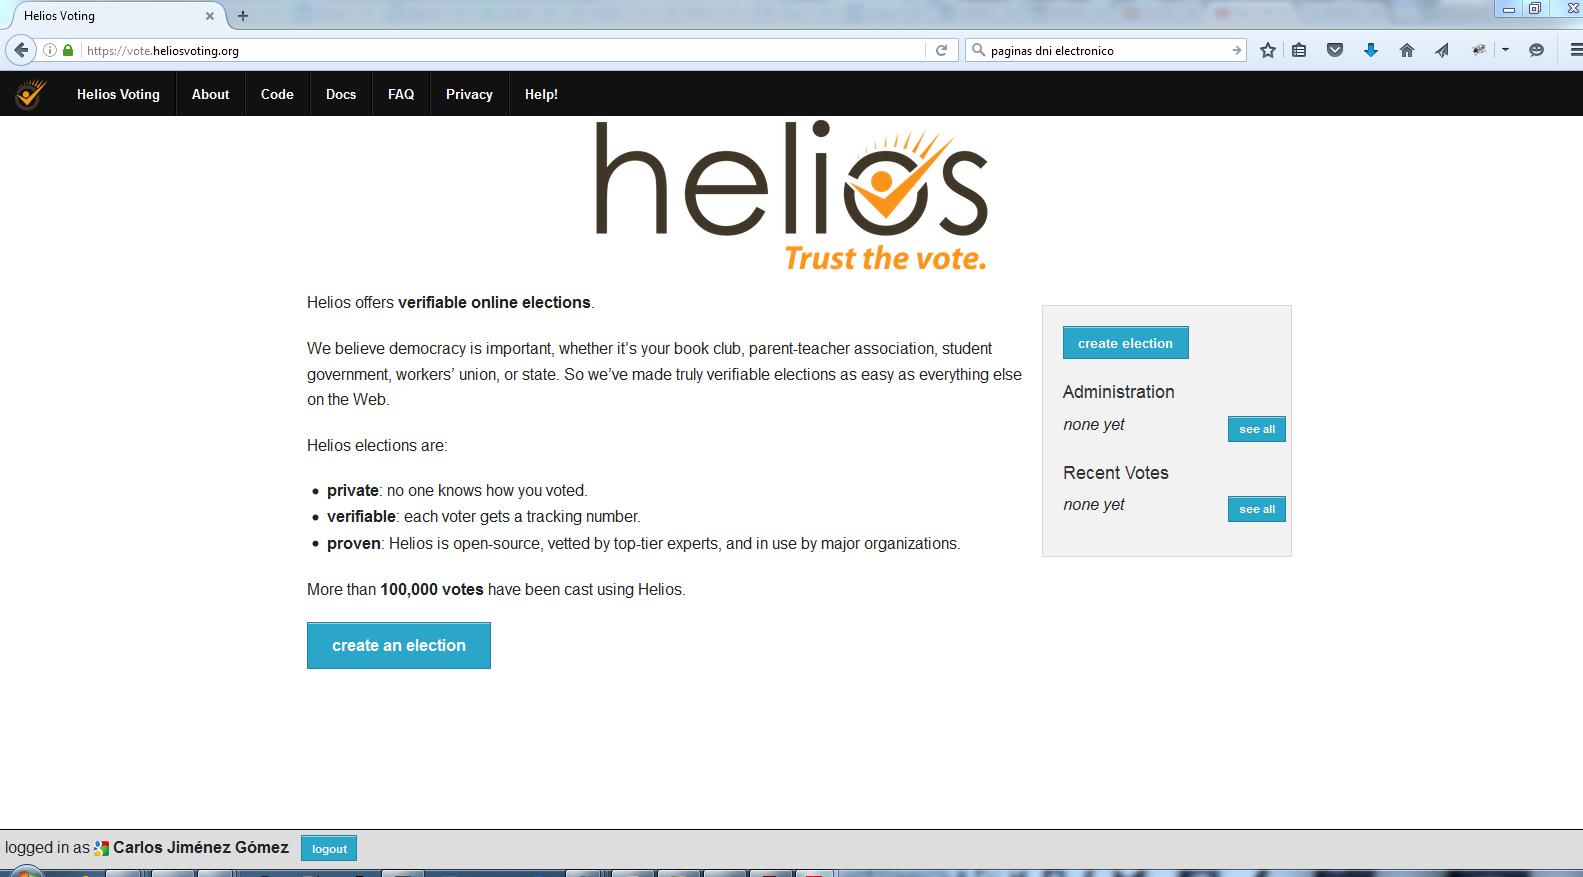 Helios Voting
https://vote.heliosvoting.org
paginas dni electronico
Helios Voting
About
Code
Docs
FAQ
Privacy
Help!
helios
Trust the vote.
Helios offers verifiable online elections.
We believe democracy is important, whether it’s your book club, parent-teacher association, student
government, workers’ union, or state. So we’ve made truly verifiable elections as easy as everything else
on the Web.
Helios elections are:
• private: no one knows how you voted.
• verifiable: each voter gets a tracking number.
• proven: Helios is open-source, vetted by top-tier experts, and in use by major organizations.
More than 100,000 votes have been cast using Helios.
create an election
create election
Administration
none yet
see all
Recent Votes
none yet
see all
logged in as Carlos Jiménez Gómez
logout